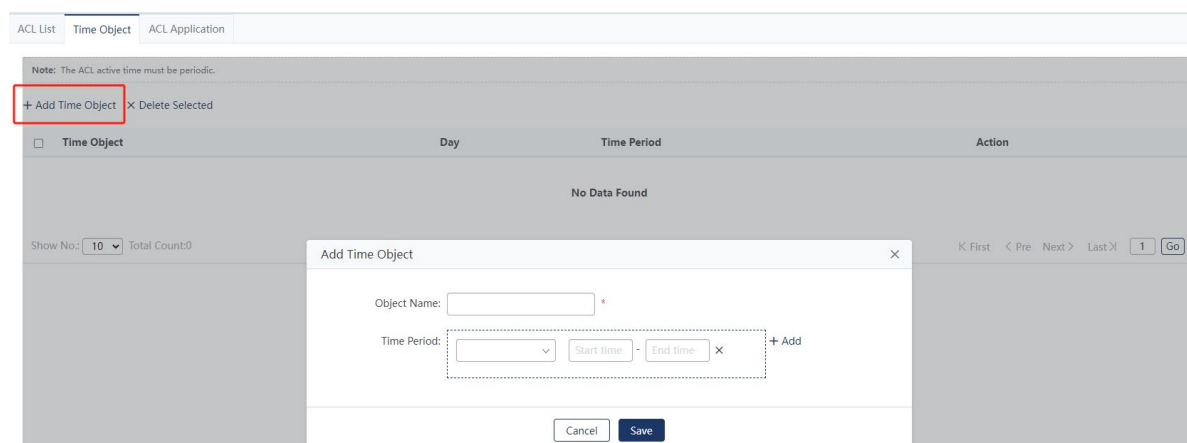 ACL List Time Object ACL Application
Note: The ACL active time must be periodic.
+ Add Time Object × Delete Selected
Time Object Day Time Period Action
No Data Found
Show No.: 10 Total Count:0 First Pre Next Last 1 Go
Add Time Object ×
Object Name: *
Time Period: Start time - End time × + Add
Cancel Save